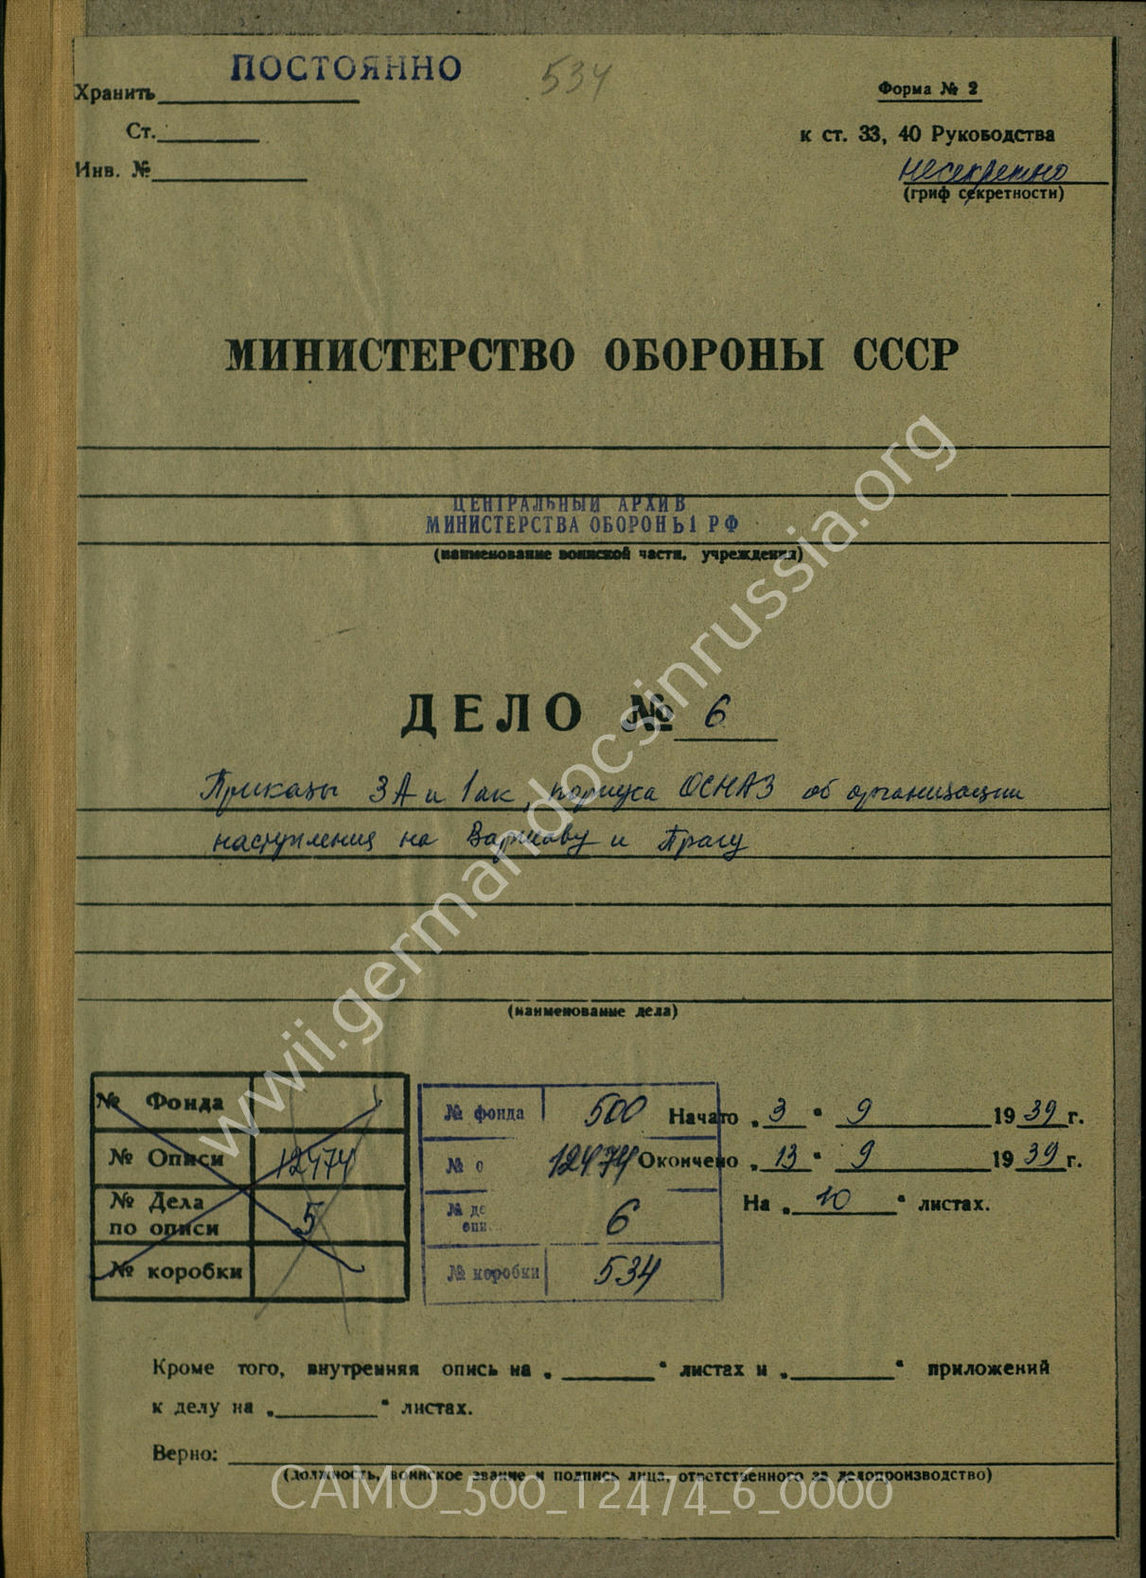 ПОСТОЯННО
534
Хранить
Ст.
Инв. №
Форма № 2
к ст. 33, 40 Руководства
несекретно
(гриф секретности)
МИНИСТЕРСТВО ОБОРОНЫ СССР
ЦЕНТРАЛЬНЫЙ АРХИВ
МИНИСТЕРСТВА ОБОРОНЫ РФ
(наименование воинской части, учреждения)
ДЕЛО № 6
Приказы 3А и 1ак, корпуса ОСНАЗ об организации
наступления на Варшаву и Прагу
(наименование дела)
№ Фонда
№ Описи 12474
№ Дела по описи 5
№ коробки
№ фонда 500
№ о 12474
№ де
опи. 6
№ коробки 534
Начато „3" 9 1939 г.
Окончено „13" 9 1939 г.
На „10" листах.
Кроме того, внутренняя опись на „ " листах и „ " приложений
к делу на „ " листах.
Верно:
(должность, воинское звание и подпись лица, ответственного за делопроизводство)
wwii.germandocsinrussia.org
CAMO_500_12474_6_0000